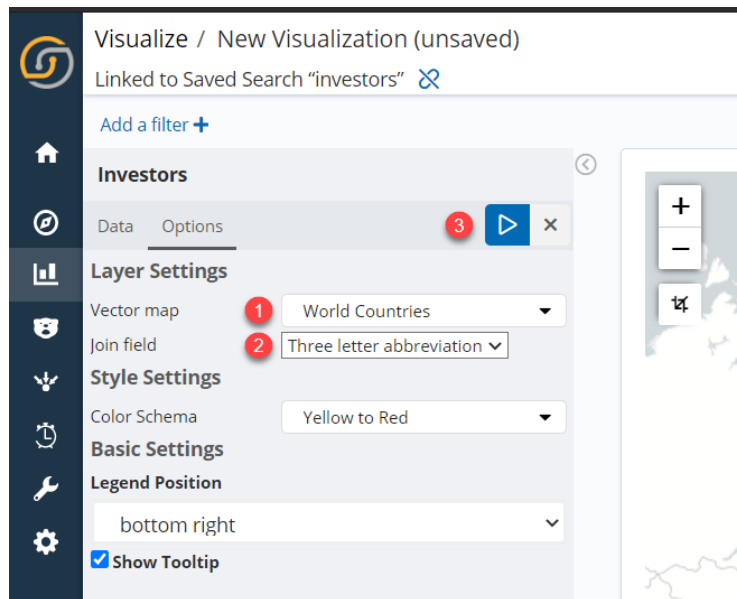 Visualize / New Visualization (unsaved)
Linked to Saved Search “investors”
Add a filter +
Investors
Data Options 3
Layer Settings
Vector map 1 World Countries
Join field 2 Three letter abbreviation
Style Settings
Color Schema Yellow to Red
Basic Settings
Legend Position
bottom right
Show Tooltip